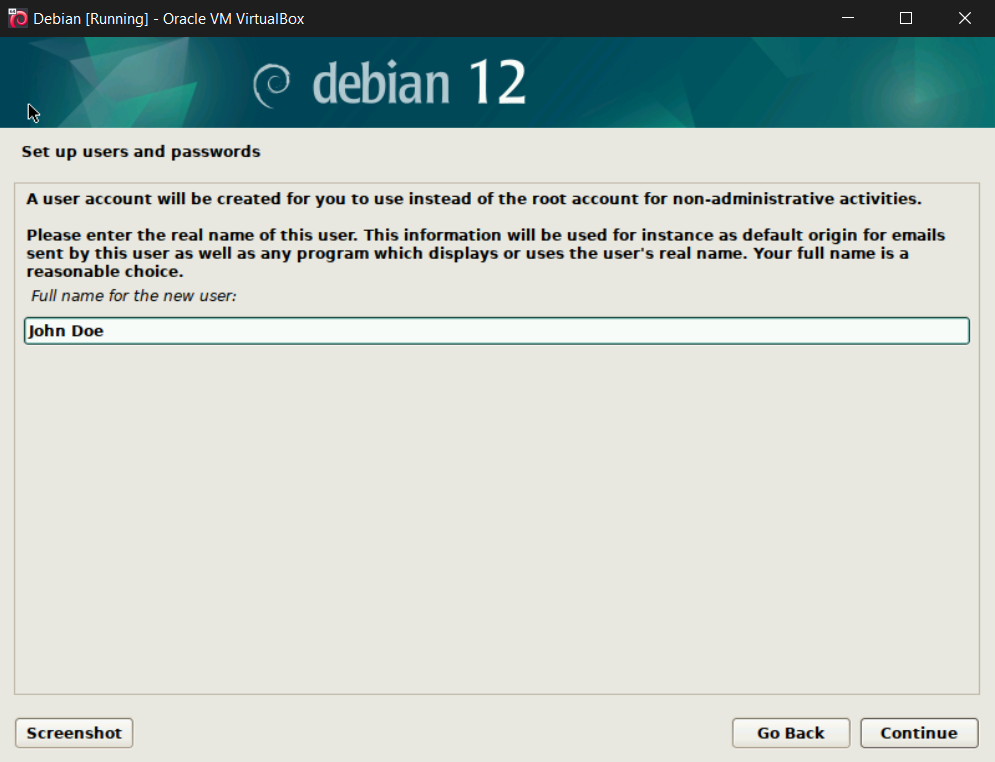 Debian [Running] - Oracle VM VirtualBox
debian 12
Set up users and passwords
A user account will be created for you to use instead of the root account for non-administrative activities.
Please enter the real name of this user. This information will be used for instance as default origin for emails
sent by this user as well as any program which displays or uses the user's real name. Your full name is a
reasonable choice.
Full name for the new user:
John Doe
Screenshot
Go Back
Continue